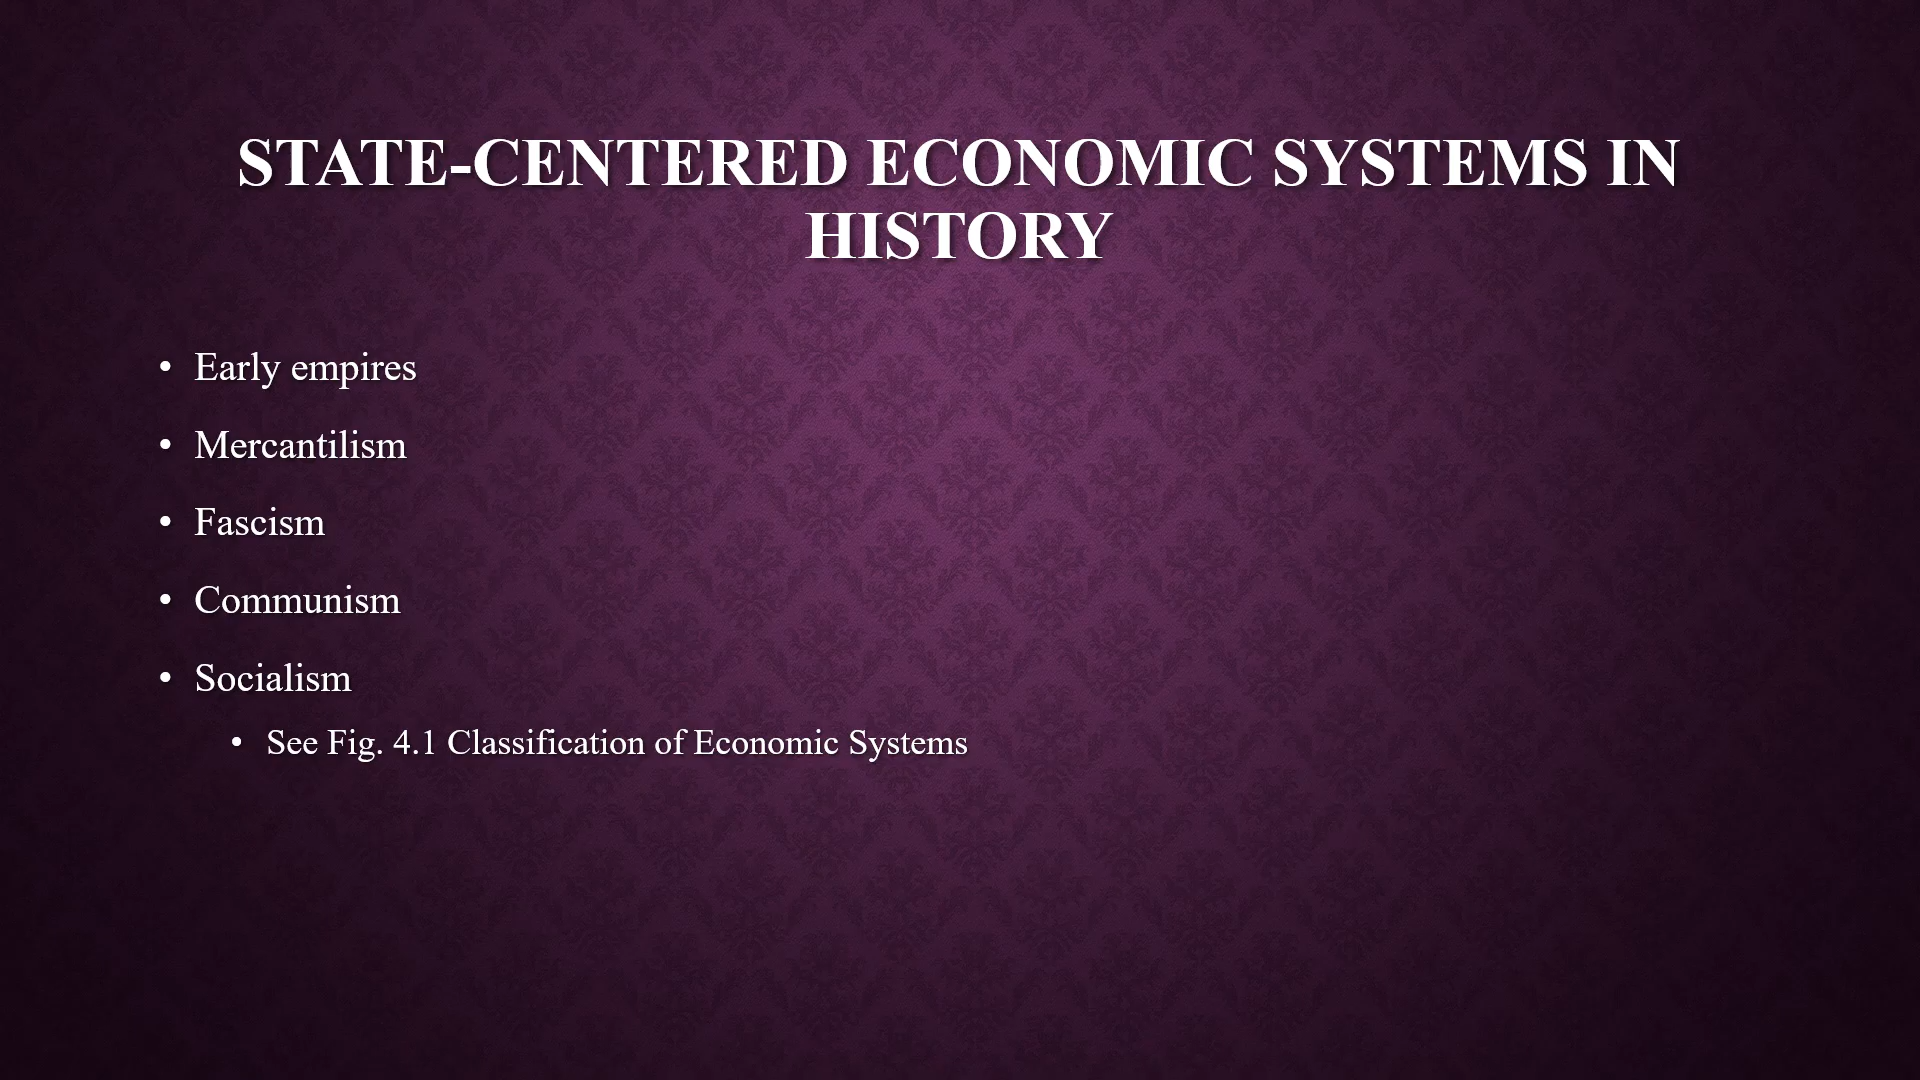 STATE-CENTERED ECONOMIC SYSTEMS IN
HISTORY
• Early empires
• Mercantilism
• Fascism
• Communism
• Socialism
• See Fig. 4.1 Classification of Economic Systems